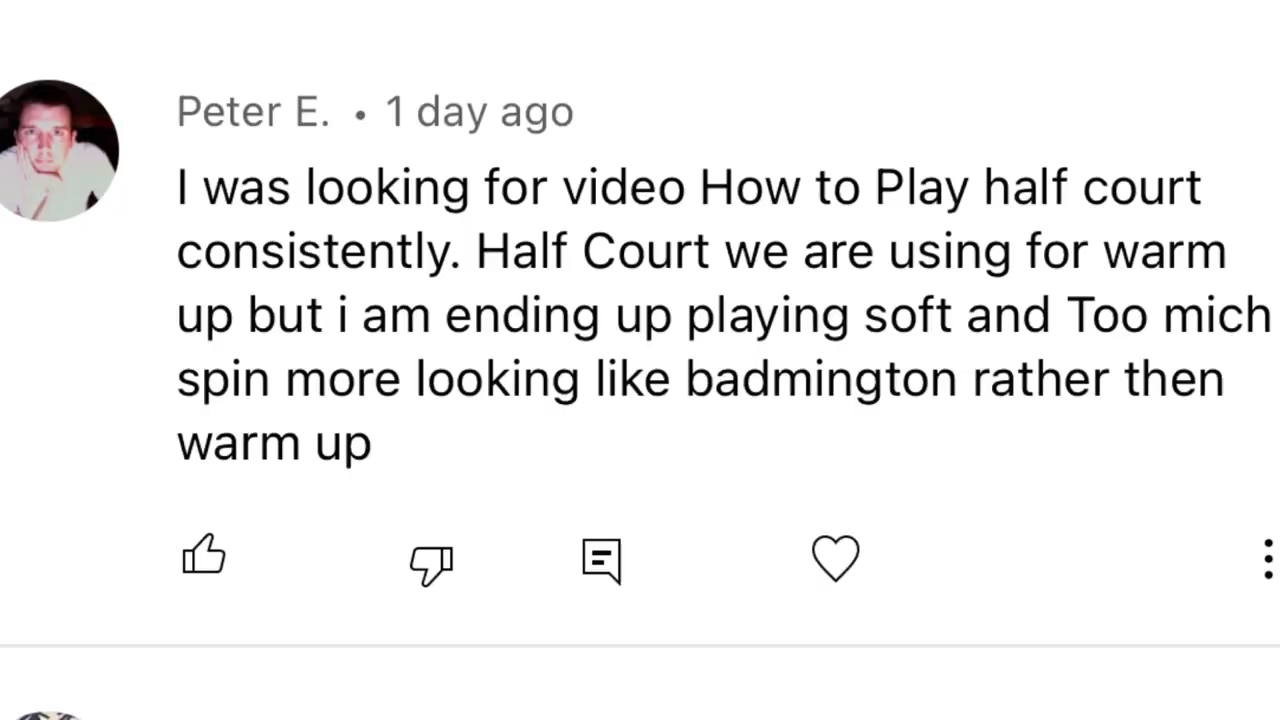 Peter E. • 1 day ago
I was looking for video How to Play half court
consistently. Half Court we are using for warm
up but i am ending up playing soft and Too mich
spin more looking like badmington rather then
warm up